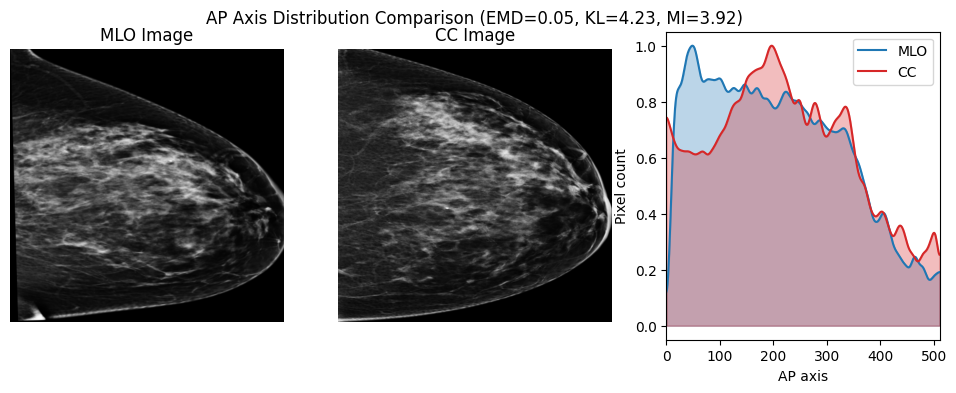 AP Axis Distribution Comparison (EMD=0.05, KL=4.23, MI=3.92)
MLO Image
CC Image
MLO
CC
Pixel count
1.0
0.8
0.6
0.4
0.2
0.0
0 100 200 300 400 500
AP axis